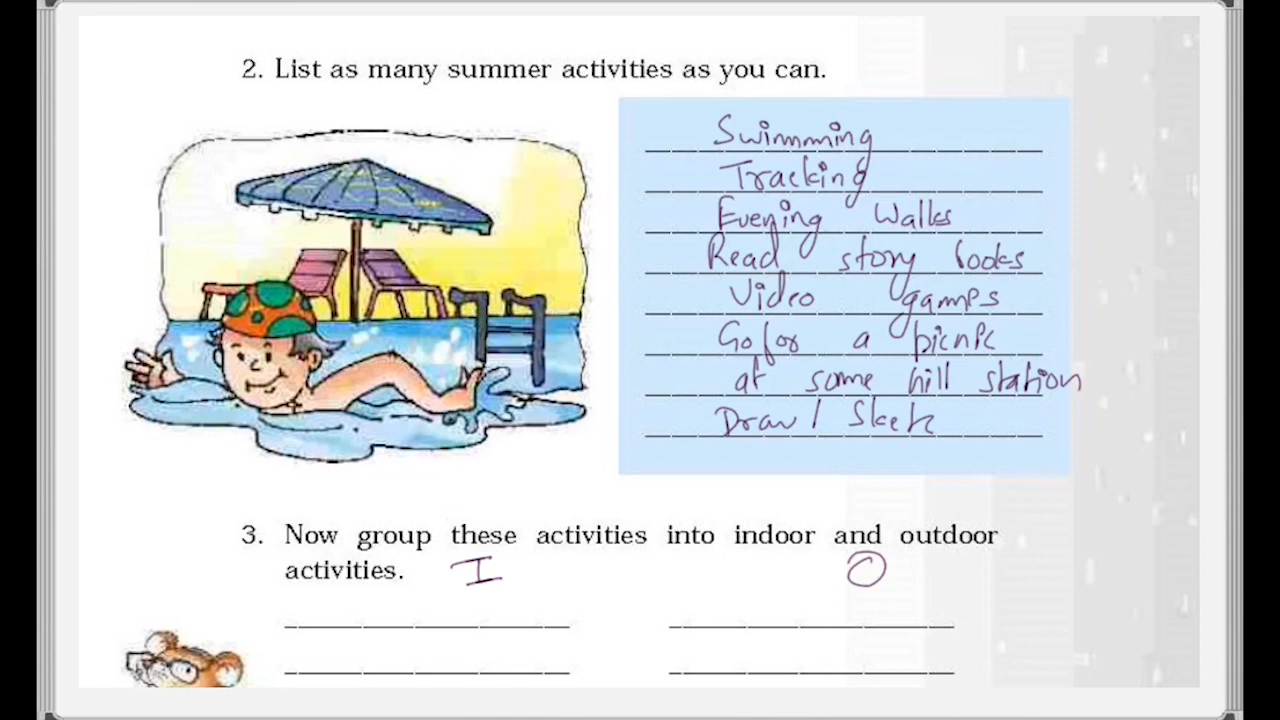 2. List as many summer activities as you can.
Swimming
Tracking
Evening Walks
Read story books
Video games
Go for a picnic
at some hill station
Draw / Sketch
3. Now group these activities into indoor and outdoor
activities. I O